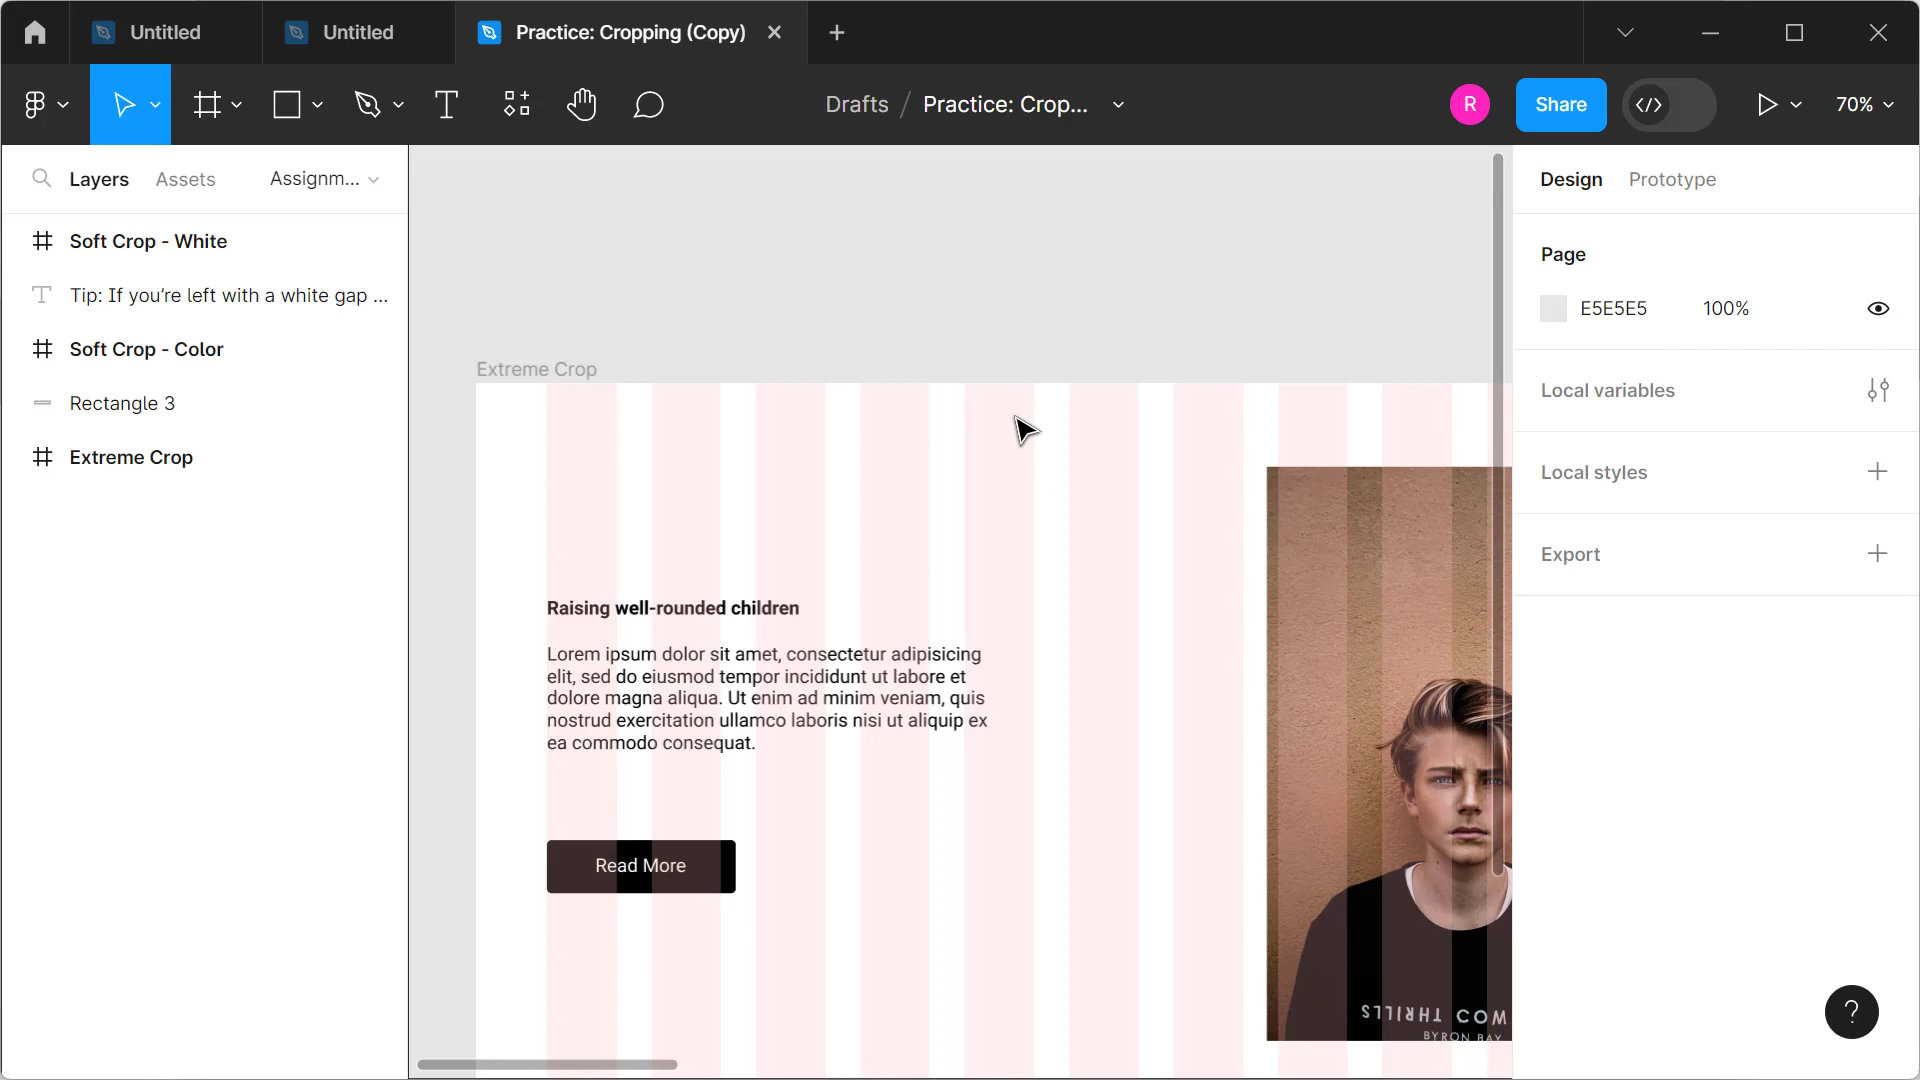 Untitled
Untitled
Practice: Cropping (Copy)
Drafts / Practice: Crop...
R
Share
70%
Layers
Assets
Assignm...
Soft Crop - White
Tip: If you’re left with a white gap ...
Soft Crop - Color
Rectangle 3
Extreme Crop
Extreme Crop
Raising well-rounded children
Lorem ipsum dolor sit amet, consectetur adipisicing
elit, sed do eiusmod tempor incididunt ut labore et
dolore magna aliqua. Ut enim ad minim veniam, quis
nostrud exercitation ullamco laboris nisi ut aliquip ex
ea commodo consequat.
Read More
THRILLS COM
BYRON BAY
Design
Prototype
Page
E5E5E5
100%
Local variables
Local styles
Export
?